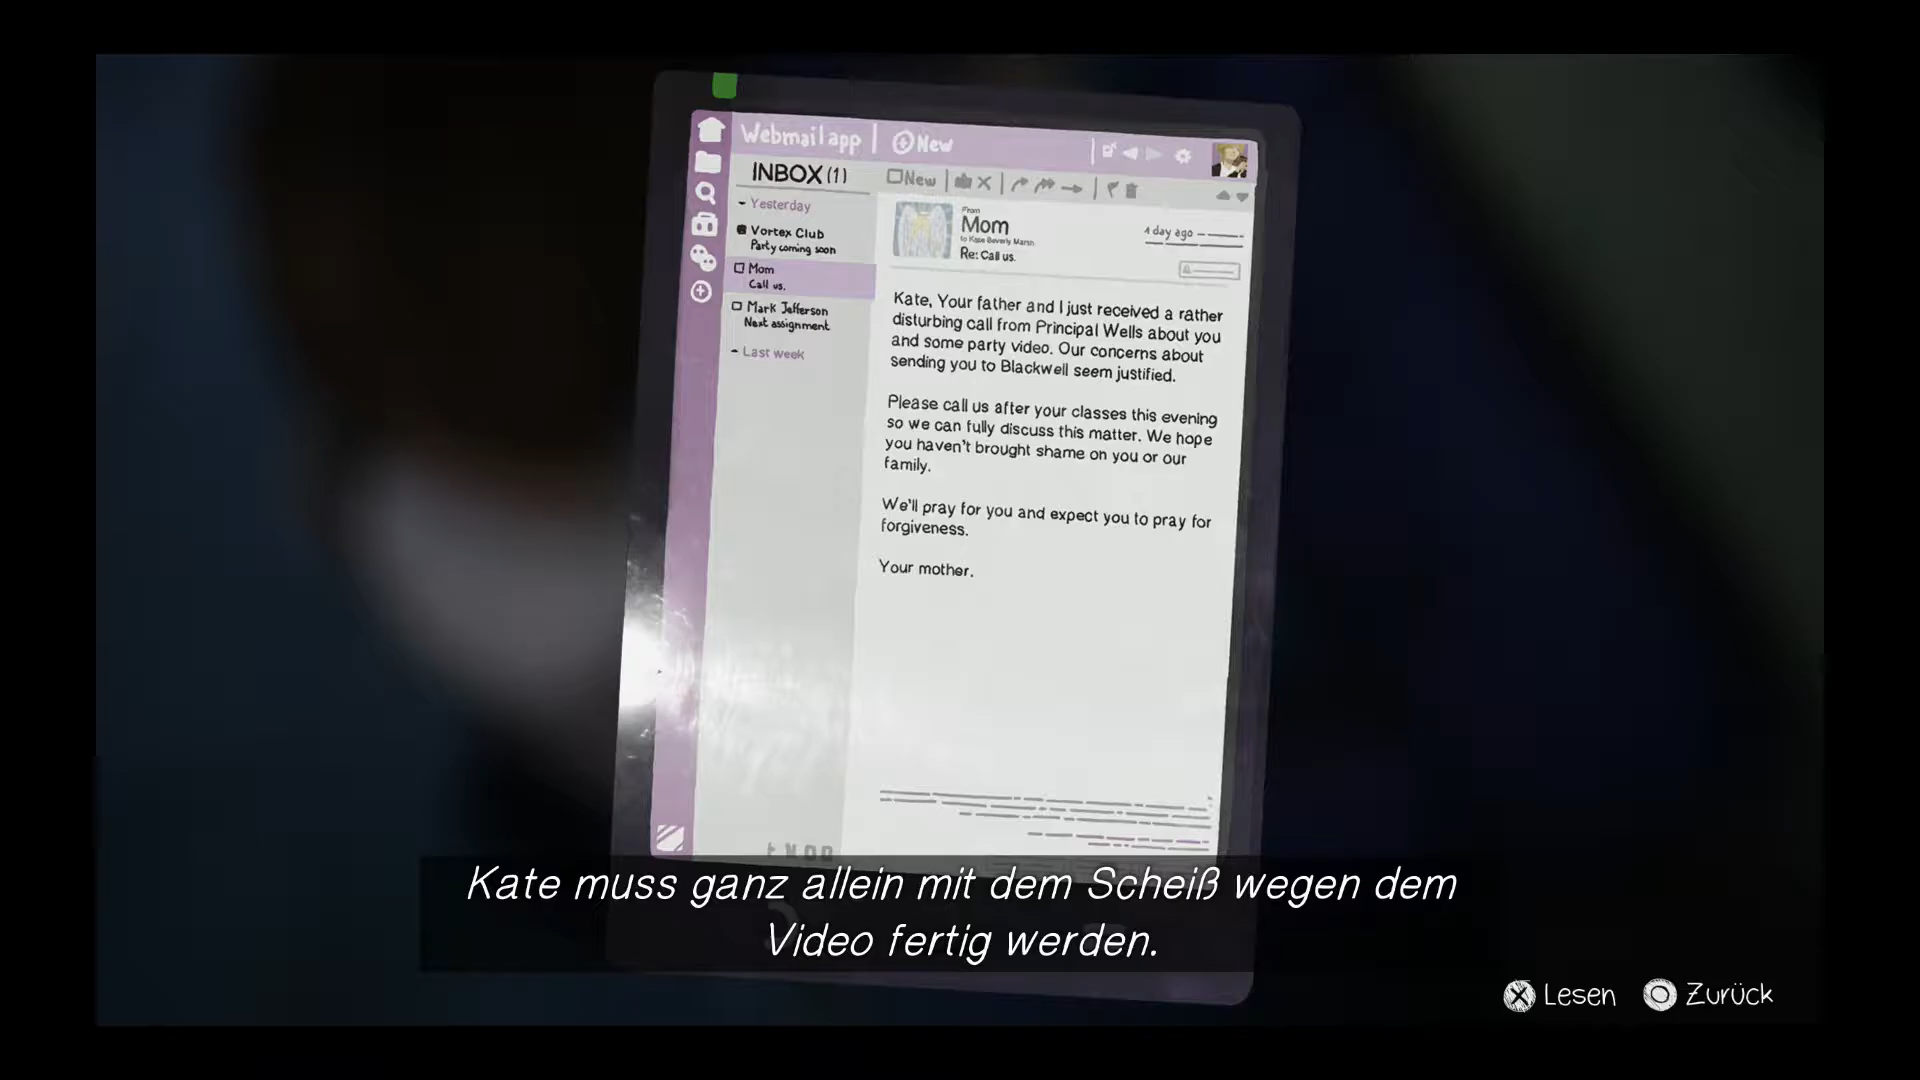 Webmail app | New
INBOX (1)
Yesterday
Vortex Club
Party coming soon
Mom
Call us.
Mark Jefferson
Next assignment
Last week
New
From
Mom
to Kate Beverly Marsh
Re: Call us.
1 day ago
Kate, Your father and I just received a rather
disturbing call from Principal Wells about you
and some party video. Our concerns about
sending you to Blackwell seem justified.
Please call us after your classes this evening
so we can fully discuss this matter. We hope
you haven't brought shame on you or our
family.
We'll pray for you and expect you to pray for
forgiveness.
Your mother.
Kate muss ganz allein mit dem Scheiß wegen dem
Video fertig werden.
Lesen
Zurück